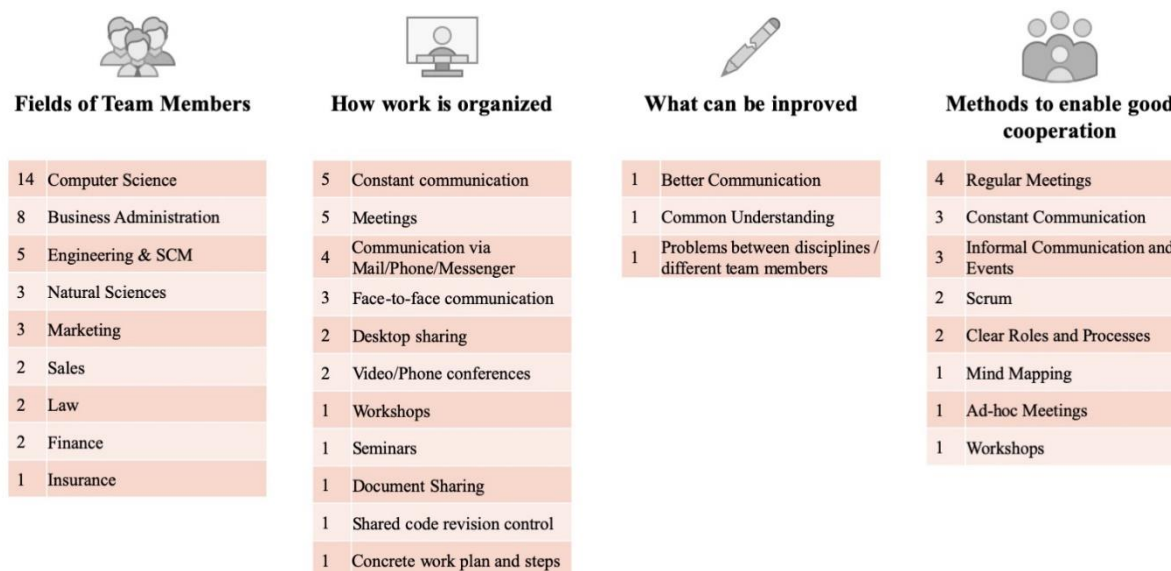 Fields of Team Members
14 Computer Science
8 Business Administration
5 Engineering & SCM
3 Natural Sciences
3 Marketing
2 Sales
2 Law
2 Finance
1 Insurance
How work is organized
5 Constant communication
5 Meetings
4 Communication via
Mail/Phone/Messenger
3 Face-to-face communication
2 Desktop sharing
2 Video/Phone conferences
1 Workshops
1 Seminars
1 Document Sharing
1 Shared code revision control
1 Concrete work plan and steps
What can be inproved
1 Better Communication
1 Common Understanding
1 Problems between disciplines /
different team members
Methods to enable good
cooperation
4 Regular Meetings
3 Constant Communication
3 Informal Communication and
Events
2 Scrum
2 Clear Roles and Processes
1 Mind Mapping
1 Ad-hoc Meetings
1 Workshops